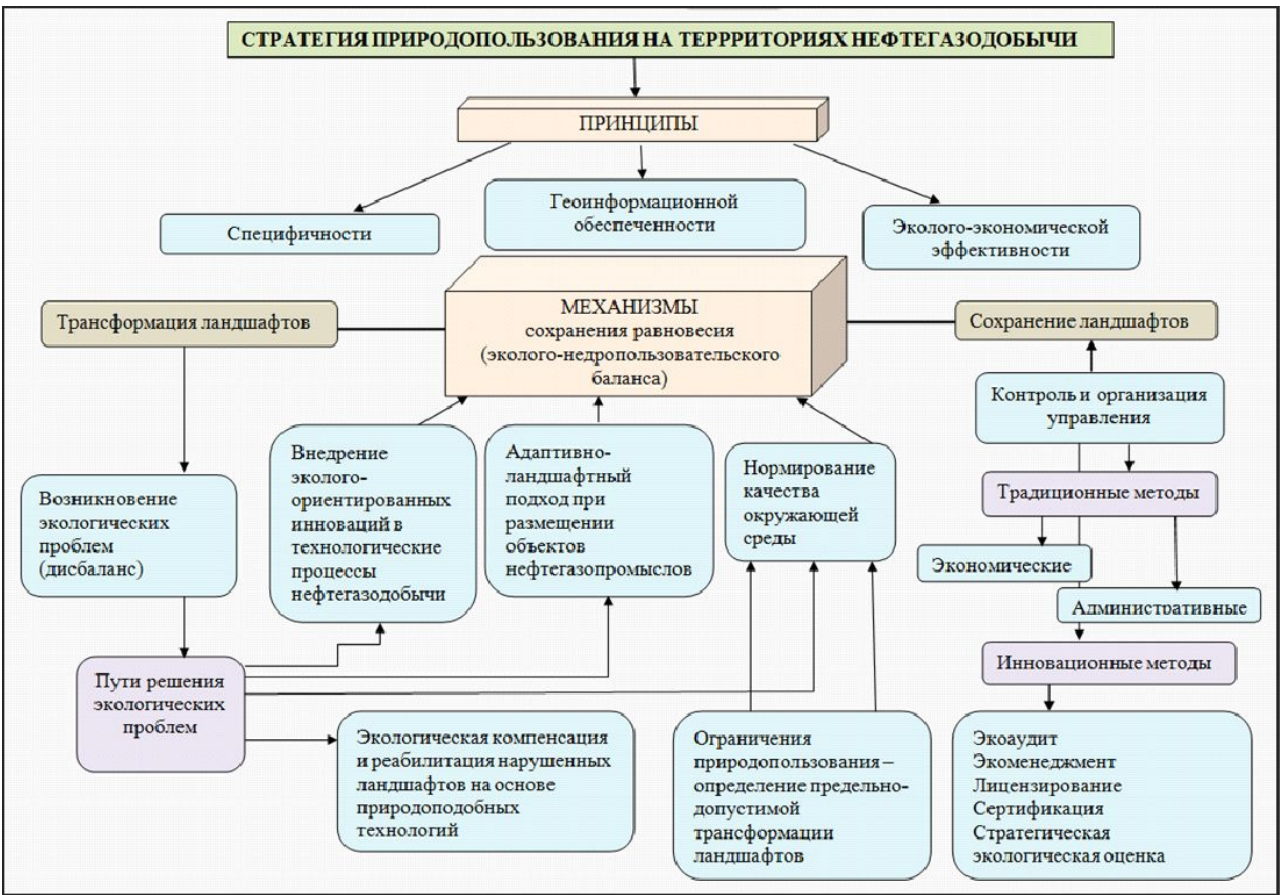 СТРАТЕГИЯ ПРИРОДОПОЛЬЗОВАНИЯ НА ТЕРРРИТОРИЯХ НЕФТЕГАЗОДОБЫЧИ
ПРИНЦИПЫ
Специфичности
Геоинформационной
обеспеченности
Эколого-экономической
эффективности
Трансформация ландшафтов
МЕХАНИЗМЫ
сохранения равновесия
(эколого-недропользовательского
баланса)
Сохранение ландшафтов
Контроль и организация
управления
Возникновение
экологических
проблем
(дисбаланс)
Внедрение
эколого-
ориентированных
инноваций в
технологические
процессы
нефтегазодобычи
Адаптивно-
ландшафтный
подход при
размещении
объектов
нефтегазопромыслов
Нормирование
качества
окружающей
среды
Традиционные методы
Экономические
Административные
Инновационные методы
Пути решения
экологических
проблем
Экологическая компенсация
и реабилитация нарушенных
ландшафтов на основе
природоподобных
технологий
Ограничения
природопользования –
определение предельно-
допустимой
трансформации
ландшафтов
Экоаудит
Экоменеджмент
Лицензирование
Сертификация
Стратегическая
экологическая оценка